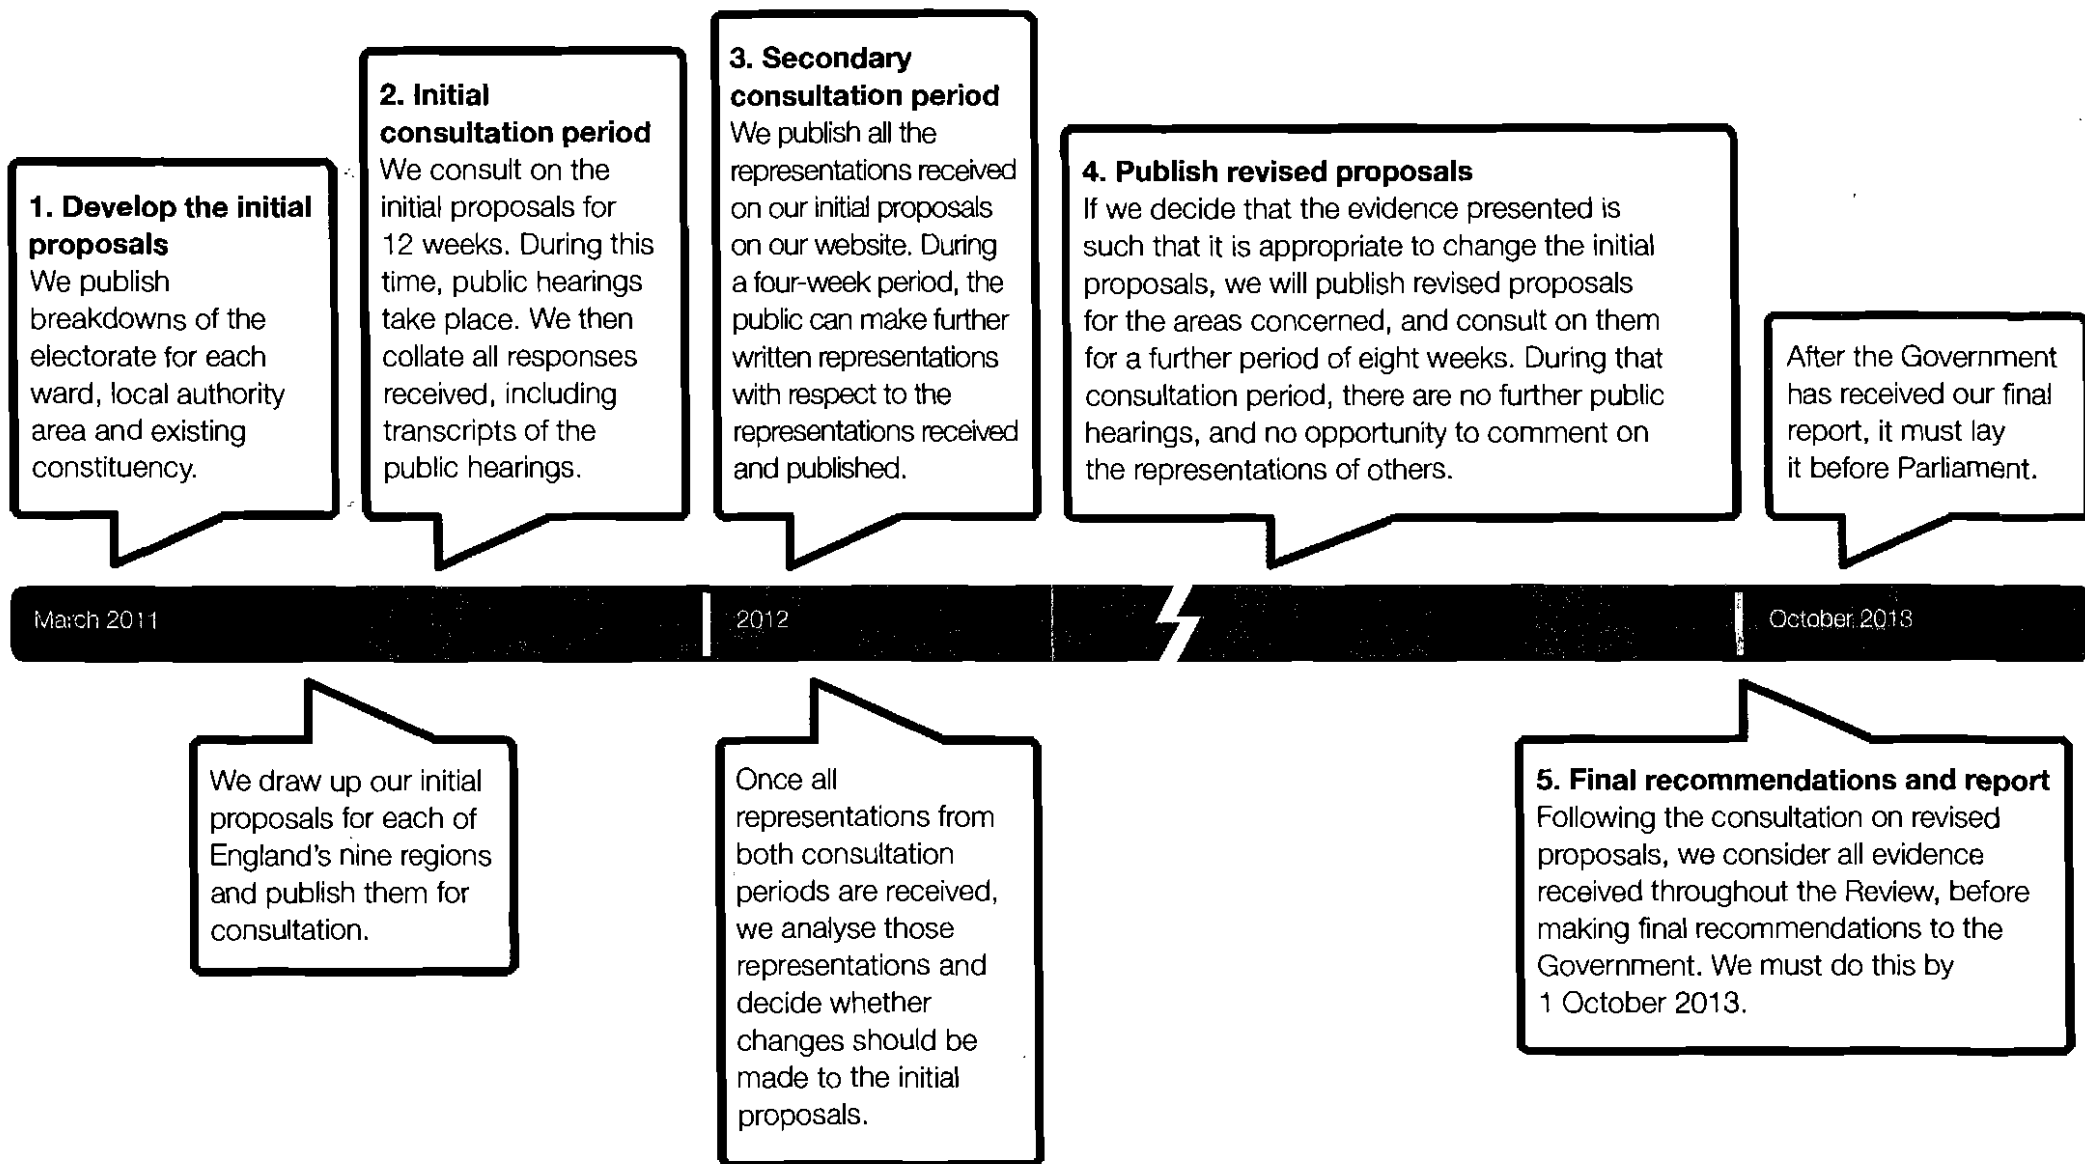 1. Develop the initial
proposals
We publish
breakdowns of the
electorate for each
ward, local authority
area and existing
constituency.
2. Initial
consultation period
We consult on the
initial proposals for
12 weeks. During this
time, public hearings
take place. We then
collate all responses
received, including
transcripts of the
public hearings.
3. Secondary
consultation period
We publish all the
representations received
on our initial proposals
on our website. During
a four-week period, the
public can make further
written representations
with respect to the
representations received
and published.
4. Publish revised proposals
If we decide that the evidence presented is
such that it is appropriate to change the initial
proposals, we will publish revised proposals
for the areas concerned, and consult on them
for a further period of eight weeks. During that
consultation period, there are no further public
hearings, and no opportunity to comment on
the representations of others.
After the Government
has received our final
report, it must lay
it before Parliament.
March 2011
2012
October 2013
We draw up our initial
proposals for each of
England's nine regions
and publish them for
consultation.
Once all
representations from
both consultation
periods are received,
we analyse those
representations and
decide whether
changes should be
made to the initial
proposals.
5. Final recommendations and report
Following the consultation on revised
proposals, we consider all evidence
received throughout the Review, before
making final recommendations to the
Government. We must do this by
1 October 2013.